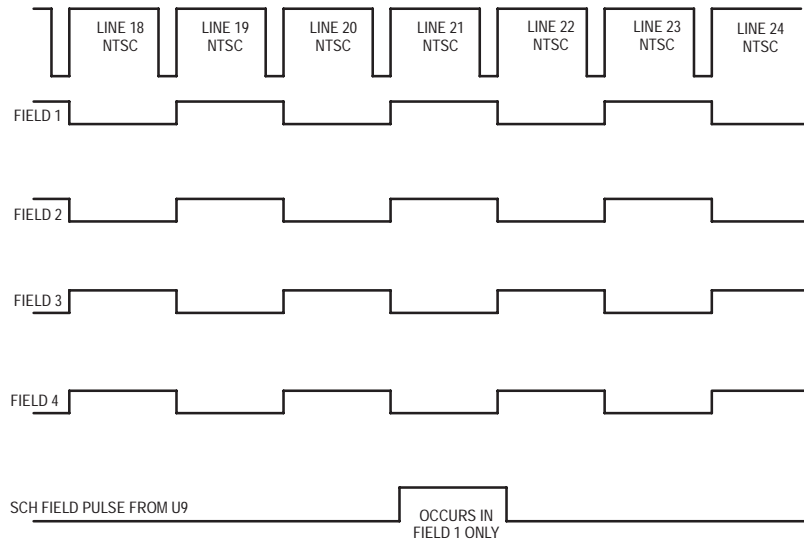 LINE 18
NTSC
LINE 19
NTSC
LINE 20
NTSC
LINE 21
NTSC
LINE 22
NTSC
LINE 23
NTSC
LINE 24
NTSC
FIELD 1
FIELD 2
FIELD 3
FIELD 4
SCH FIELD PULSE FROM U9
OCCURS IN
FIELD 1 ONLY